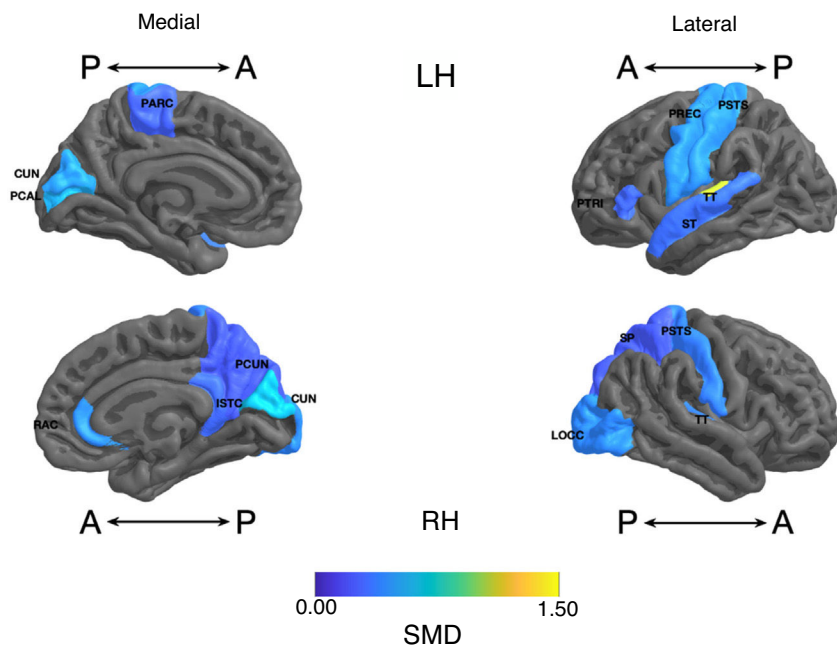 Medial
Lateral
P A
LH
A P
PARC
CUN
PCAL
PREC
PSTS
PTRI
TT
ST
PCUN
ISTC
CUN
RAC
SP
PSTS
TT
LOCC
A P
RH
P A
0.00
1.50
SMD